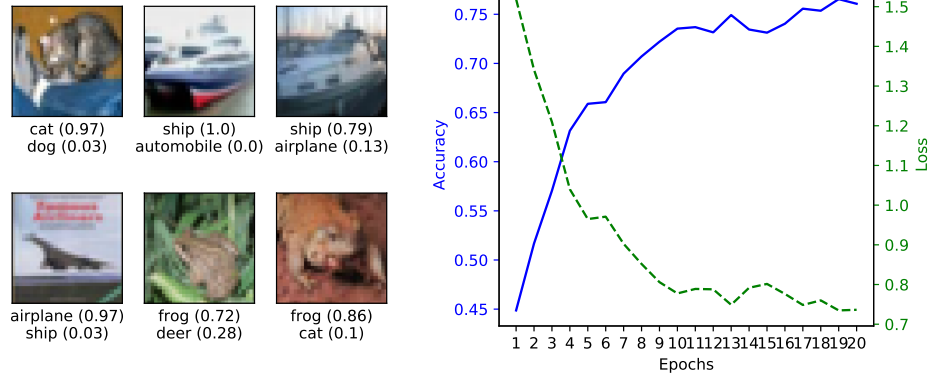 cat (0.97)
dog (0.03)
ship (1.0)
automobile (0.0)
ship (0.79)
airplane (0.13)
airplane (0.97)
ship (0.03)
frog (0.72)
deer (0.28)
frog (0.86)
cat (0.1)
Accuracy
0.75
0.70
0.65
0.60
0.55
0.50
0.45
1 2 3 4 5 6 7 8 9 10 11 12 13 14 15 16 17 18 19 20
Epochs
1.5
1.4
1.3
1.2
1.1
1.0
0.9
0.8
0.7
Loss